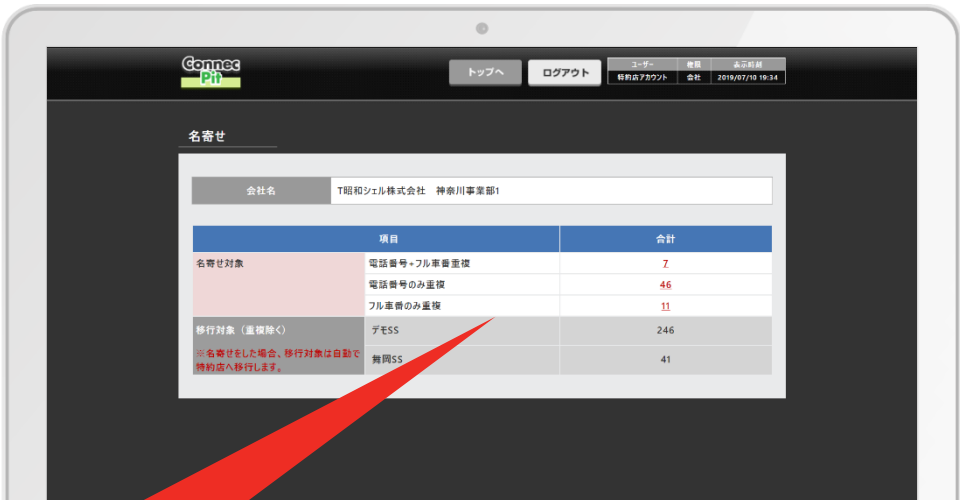 Connec
Pit
トップへ
ログアウト
ユーザー 権限 表示時刻
特約店アカウント 会社 2019/07/10 19:34
名寄せ
会社名 T昭和シェル株式会社 神奈川事業部1
項目 合計
名寄せ対象 電話番号+フル車番重複 7
電話番号のみ重複 46
フル車番のみ重複 11
移行対象（重複除く） デモSS 246
※名寄せをした場合、移行対象は自動で
特約店へ移行します。
舞岡SS 41